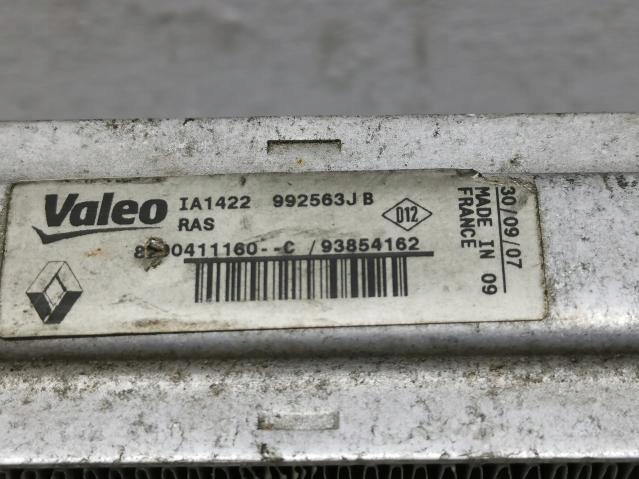 Valeo IA1422 992563J B
RAS
D12
/ 93854162
30/09/07
MADE IN 09
FRANCE